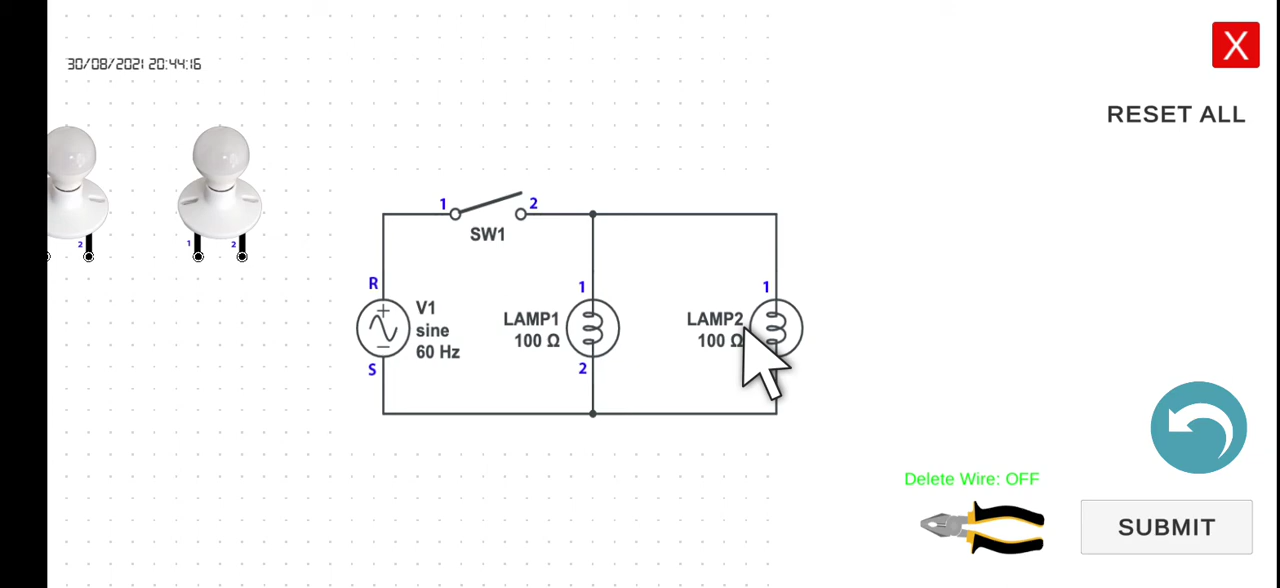 30/08/2021 20:44:16
X
RESET ALL
1
2
SW1
2
1
2
R
1
1
V1
sine
60 Hz
LAMP1
100 Ω
LAMP2
100 Ω
S
2
Delete Wire: OFF
SUBMIT